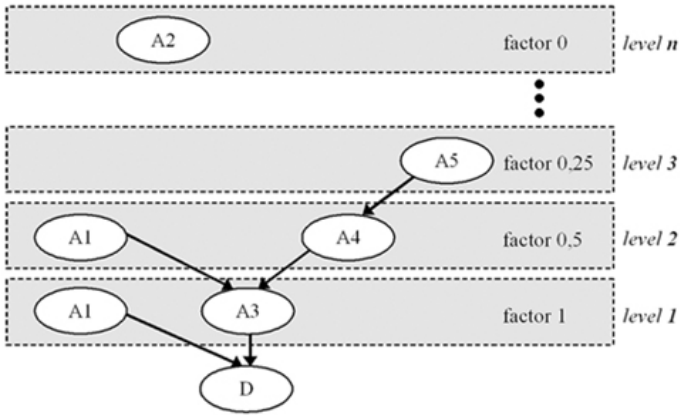 A2 factor 0 level n
A5 factor 0,25 level 3
A1 A4 factor 0,5 level 2
A1 A3 factor 1 level 1
D